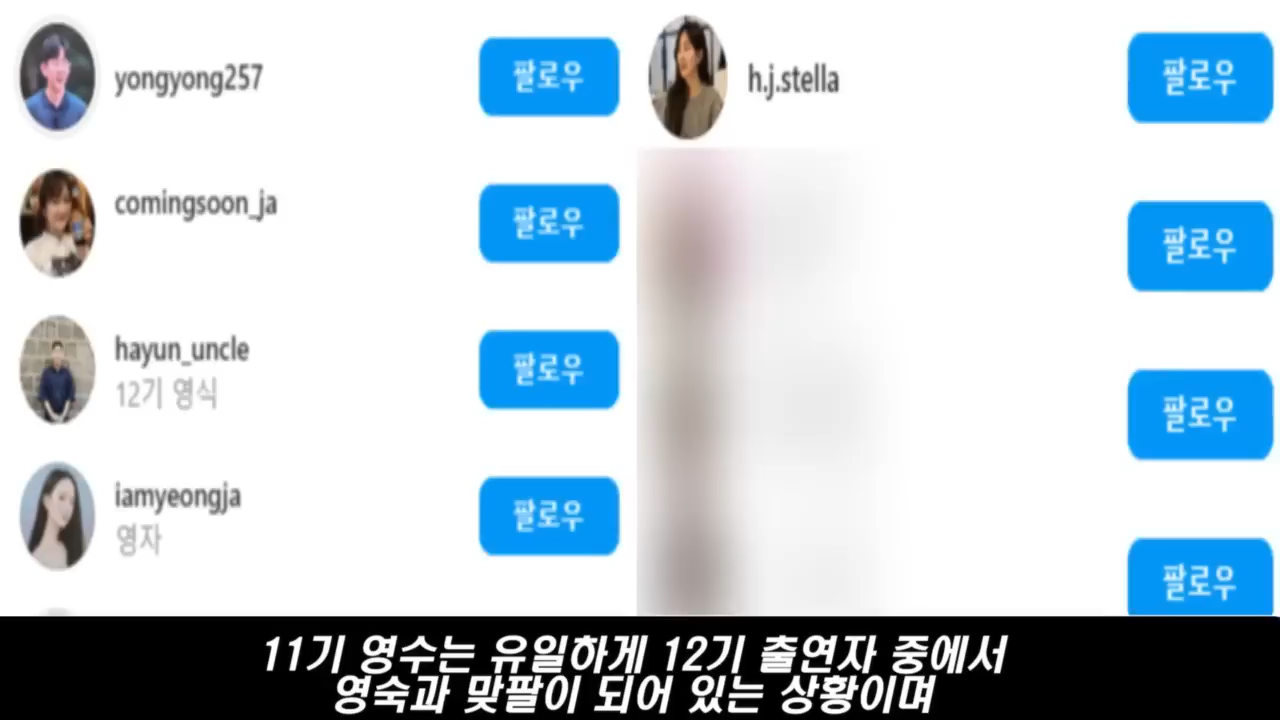 yongyong257
팔로우
comingsoon_ja
팔로우
hayun_uncle
12기 영식
팔로우
iamyeongja
영자
팔로우
h.j.stella
팔로우
팔로우
팔로우
팔로우
11기 영수는 유일하게 12기 출연자 중에서
영숙과 맞팔이 되어 있는 상황이며